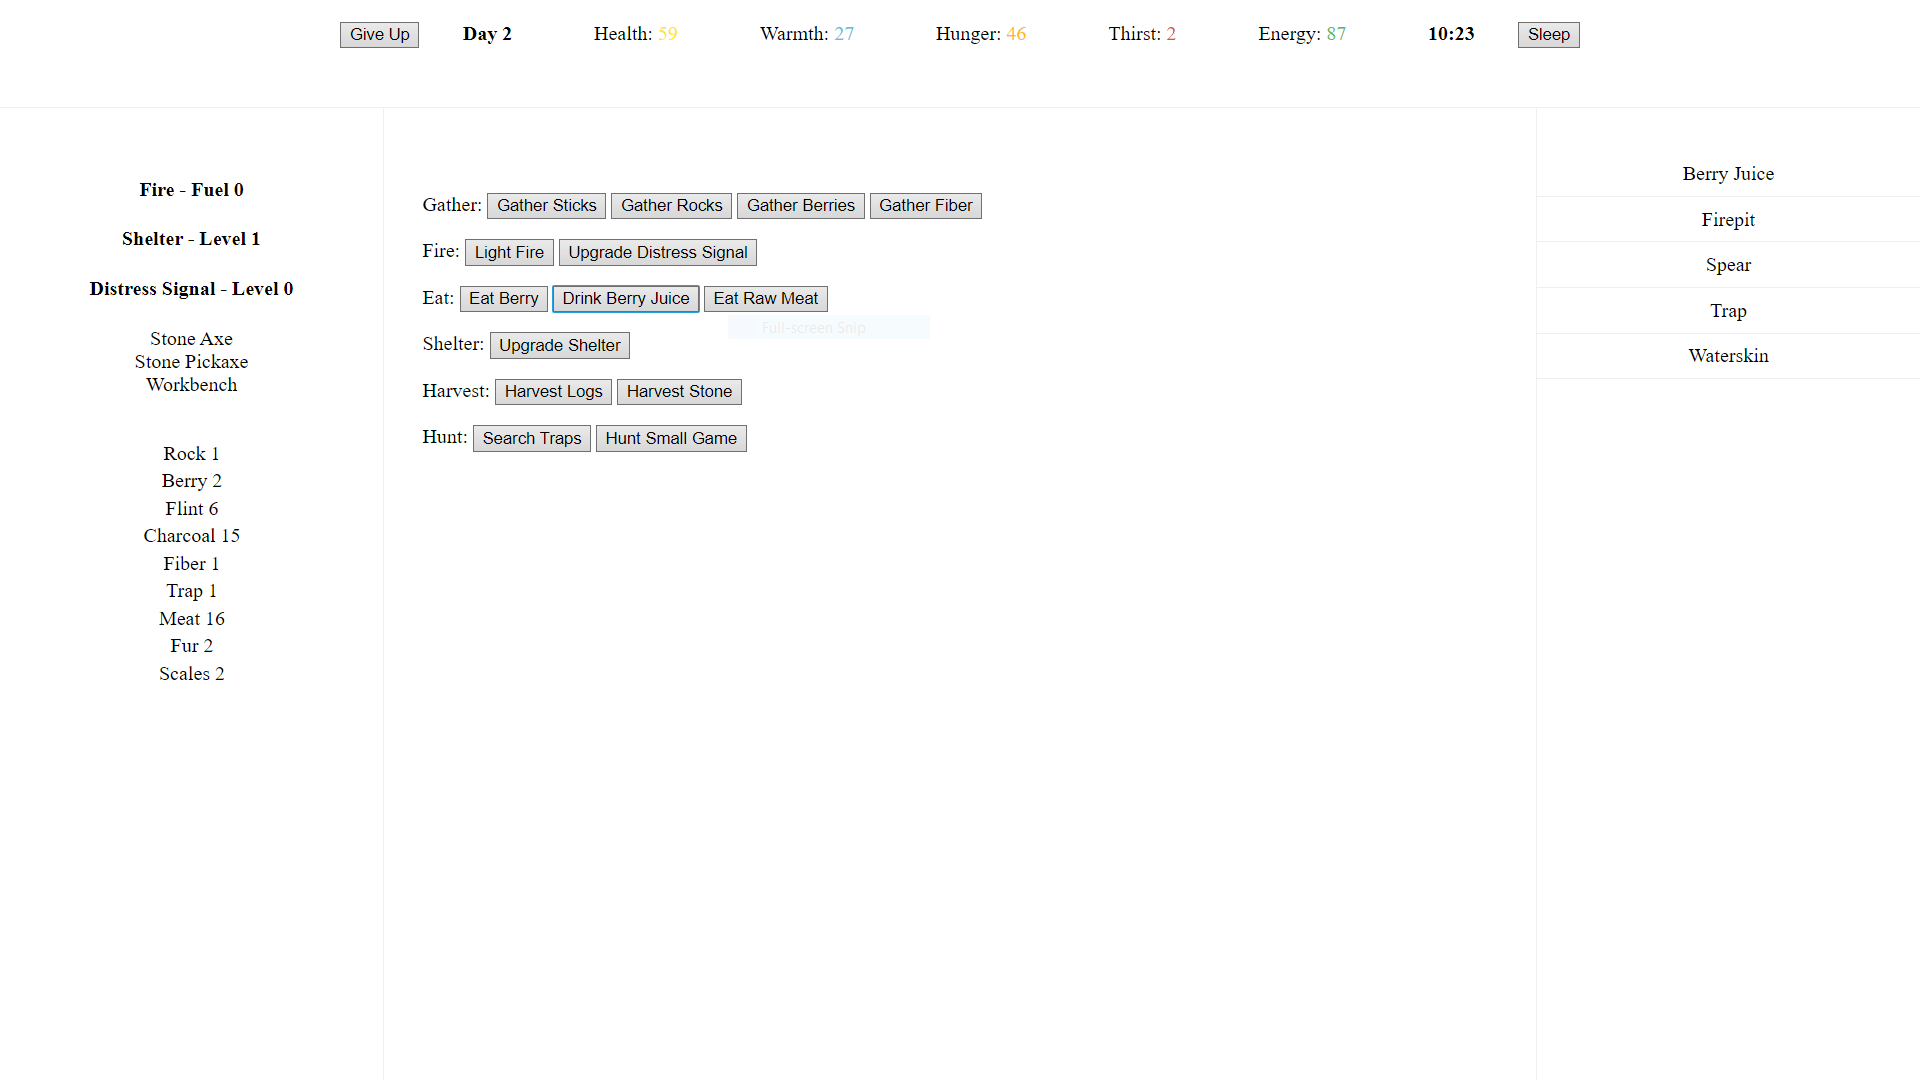 Give Up Day 2 Health: 59 Warmth: 27 Hunger: 46 Thirst: 2 Energy: 87 10:23 Sleep
Fire - Fuel 0
Shelter - Level 1
Distress Signal - Level 0
Stone Axe
Stone Pickaxe
Workbench
Rock 1
Berry 2
Flint 6
Charcoal 15
Fiber 1
Trap 1
Meat 16
Fur 2
Scales 2
Gather: Gather Sticks Gather Rocks Gather Berries Gather Fiber
Fire: Light Fire Upgrade Distress Signal
Eat: Eat Berry Drink Berry Juice Eat Raw Meat
Full-screen Snip
Shelter: Upgrade Shelter
Harvest: Harvest Logs Harvest Stone
Hunt: Search Traps Hunt Small Game
Berry Juice
Firepit
Spear
Trap
Waterskin